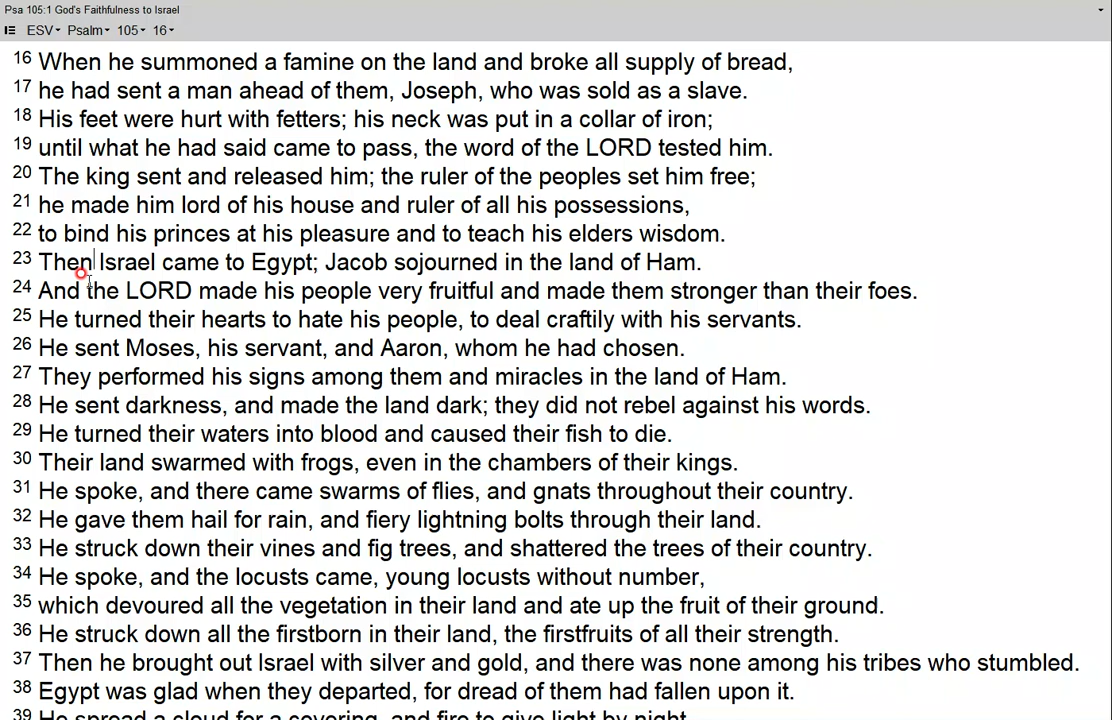 Psa 105:1 God's Faithfulness to Israel
ESV Psalm 105 16
16 When he summoned a famine on the land and broke all supply of bread,
17 he had sent a man ahead of them, Joseph, who was sold as a slave.
18 His feet were hurt with fetters; his neck was put in a collar of iron;
19 until what he had said came to pass, the word of the LORD tested him.
20 The king sent and released him; the ruler of the peoples set him free;
21 he made him lord of his house and ruler of all his possessions,
22 to bind his princes at his pleasure and to teach his elders wisdom.
23 Then Israel came to Egypt; Jacob sojourned in the land of Ham.
24 And the LORD made his people very fruitful and made them stronger than their foes.
25 He turned their hearts to hate his people, to deal craftily with his servants.
26 He sent Moses, his servant, and Aaron, whom he had chosen.
27 They performed his signs among them and miracles in the land of Ham.
28 He sent darkness, and made the land dark; they did not rebel against his words.
29 He turned their waters into blood and caused their fish to die.
30 Their land swarmed with frogs, even in the chambers of their kings.
31 He spoke, and there came swarms of flies, and gnats throughout their country.
32 He gave them hail for rain, and fiery lightning bolts through their land.
33 He struck down their vines and fig trees, and shattered the trees of their country.
34 He spoke, and the locusts came, young locusts without number,
35 which devoured all the vegetation in their land and ate up the fruit of their ground.
36 He struck down all the firstborn in their land, the firstfruits of all their strength.
37 Then he brought out Israel with silver and gold, and there was none among his tribes who stumbled.
38 Egypt was glad when they departed, for dread of them had fallen upon it.
39 He spread a cloud for a covering, and fire to give light by night.